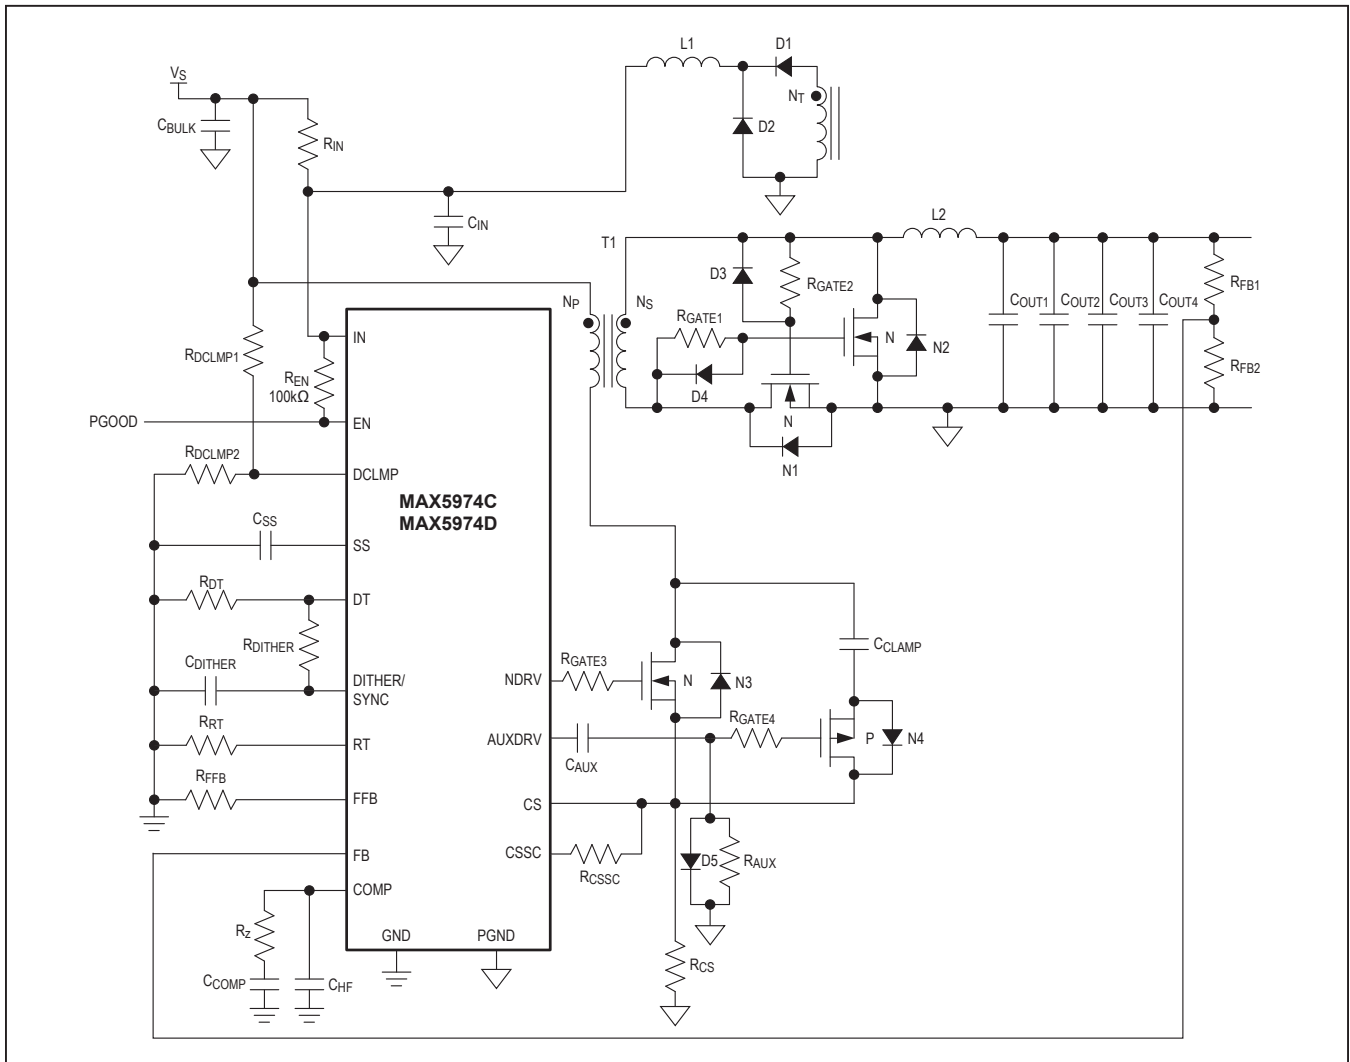 L1
D1
VS
CBULK
RIN
NT
D2
CIN
L2
T1
D3
RGATE2
NP
NS
RGATE1
COUT1
COUT2
COUT3
COUT4
RFB1
N
N2
RDCLMP1
IN
REN
100kΩ
D4
RFB2
PGOOD
EN
N
N1
RDCLMP2
DCLMP
MAX5974C
MAX5974D
CSS
SS
RDT
DT
RDITHER
CDITHER
DITHER/
SYNC
NDRV
RGATE3
N
N3
CCLAMP
RGATE4
P
N4
RRT
RT
AUXDRV
CAUX
RFFB
FFB
CS
FB
CSSC
RCSSC
D5
RAUX
COMP
RZ
GND
PGND
CCOMP
CHF
RCS